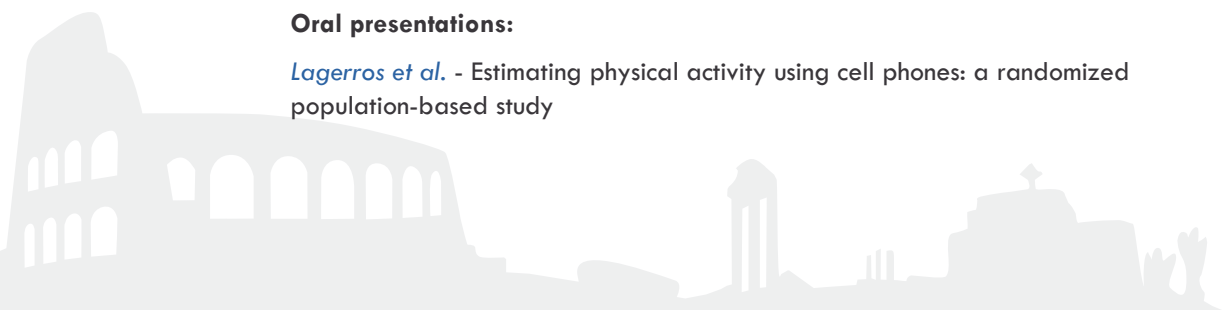 Oral presentations:
Lagerros et al. - Estimating physical activity using cell phones: a randomized
population-based study